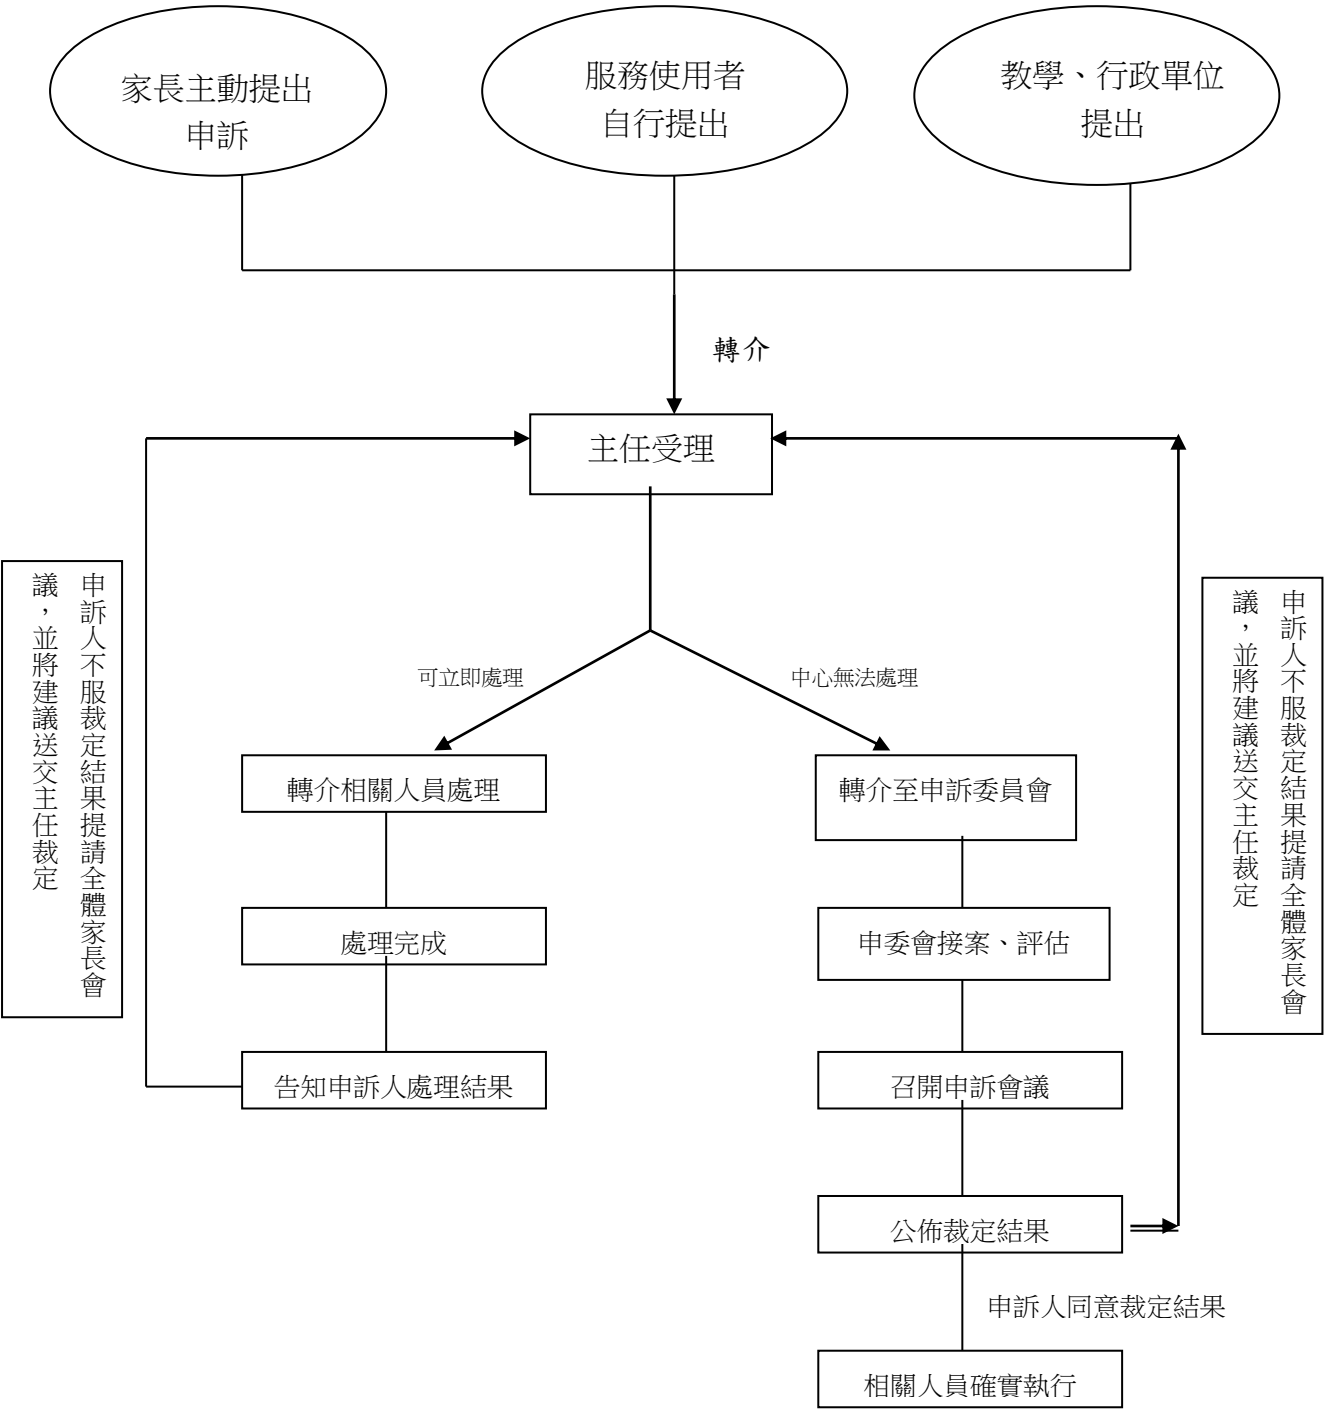 家長主動提出
申訴
服務使用者
自行提出
教學、行政單位
提出
轉介
主任受理
申訴人不服裁定結果提請全體家長會
議，並將建議送交主任裁定
申訴人不服裁定結果提請全體家長會
議，並將建議送交主任裁定
可立即處理
中心無法處理
轉介相關人員處理
轉介至申訴委員會
處理完成
申委會接案、評估
告知申訴人處理結果
召開申訴會議
公佈裁定結果
申訴人同意裁定結果
相關人員確實執行